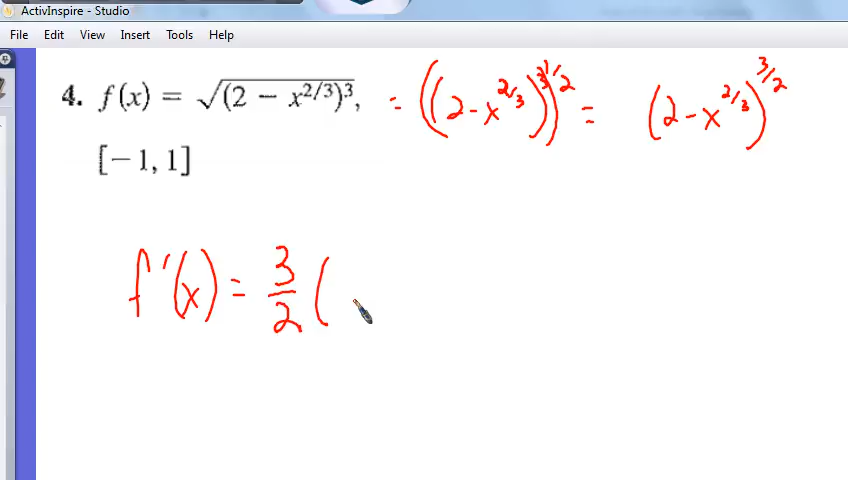 ActivInspire - Studio
File Edit View Insert Tools Help
4. f(x) = √(2 − x^{2/3})^3, = ((2-x^{2/3})^3)^{1/2} = (2-x^{2/3})^{3/2}
[−1, 1]
f'(x) = 3/2 (